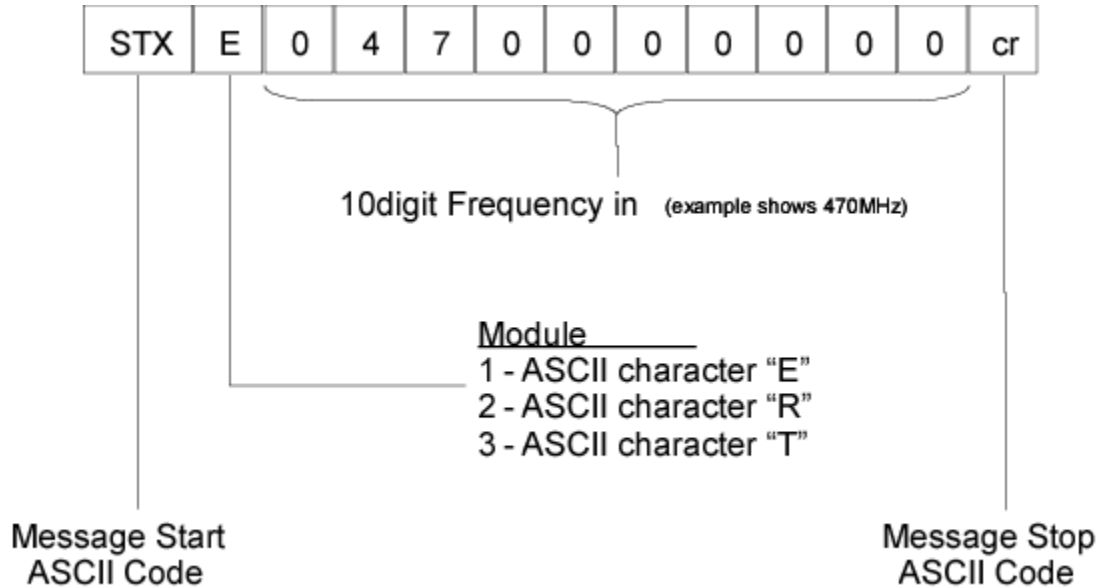 STX E 0 4 7 0 0 0 0 0 0 0 cr
10digit Frequency in (example shows 470MHz)
Module
1 - ASCII character “E”
2 - ASCII character “R”
3 - ASCII character “T”
Message Start
ASCII Code
Message Stop
ASCII Code